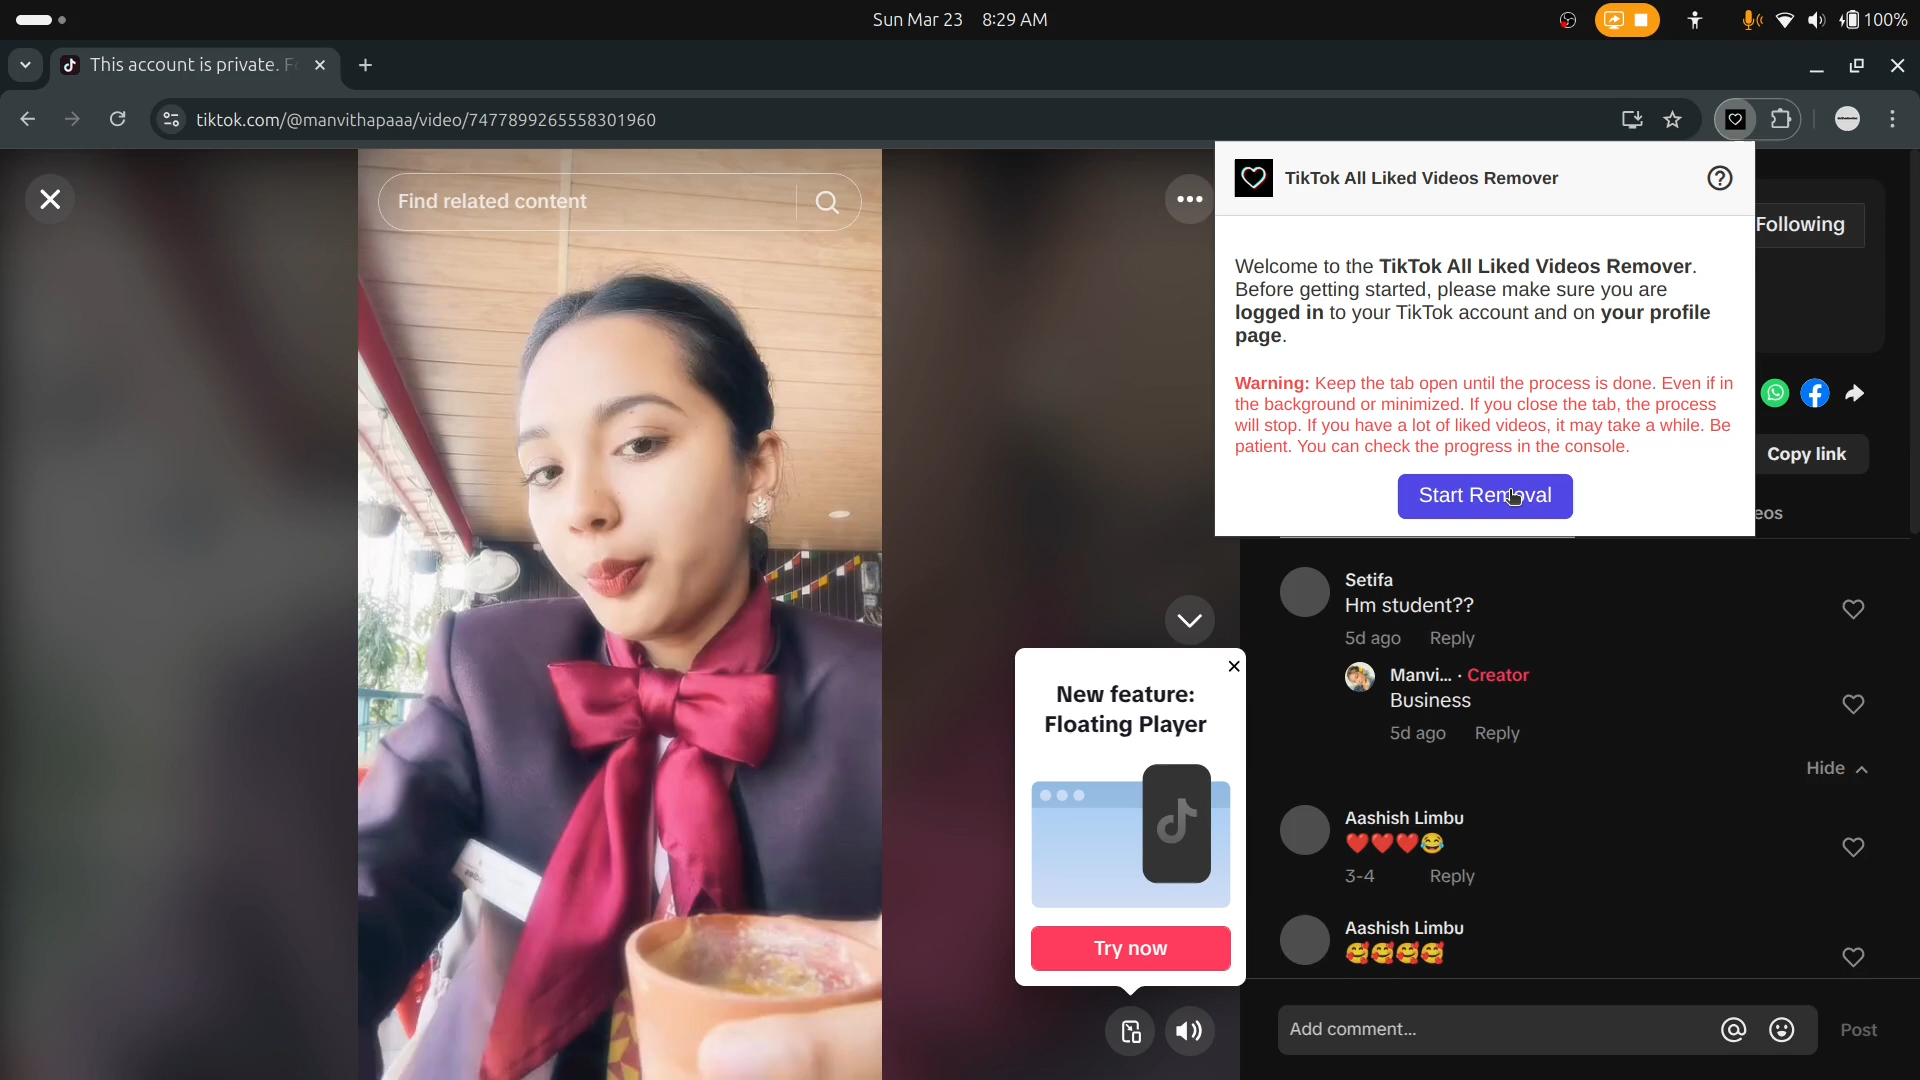 Sun Mar 23 8:29 AM
100%
This account is private. Fo
tiktok.com/@manvithapaaa/video/7477899265558301960
Find related content
TikTok All Liked Videos Remover
Welcome to the TikTok All Liked Videos Remover.
Before getting started, please make sure you are
logged in to your TikTok account and on your profile
page.
Warning: Keep the tab open until the process is done. Even if in
the background or minimized. If you close the tab, the process
will stop. If you have a lot of liked videos, it may take a while. Be
patient. You can check the progress in the console.
Start Removal
Following
Copy link
eos
New feature:
Floating Player
Try now
Setifa
Hm student??
5d ago Reply
Manvi... · Creator
Business
5d ago Reply
Hide
Aashish Limbu
❤️❤️❤️😂
3-4 Reply
Aashish Limbu
🥰🥰🥰🥰
Add comment...
Post